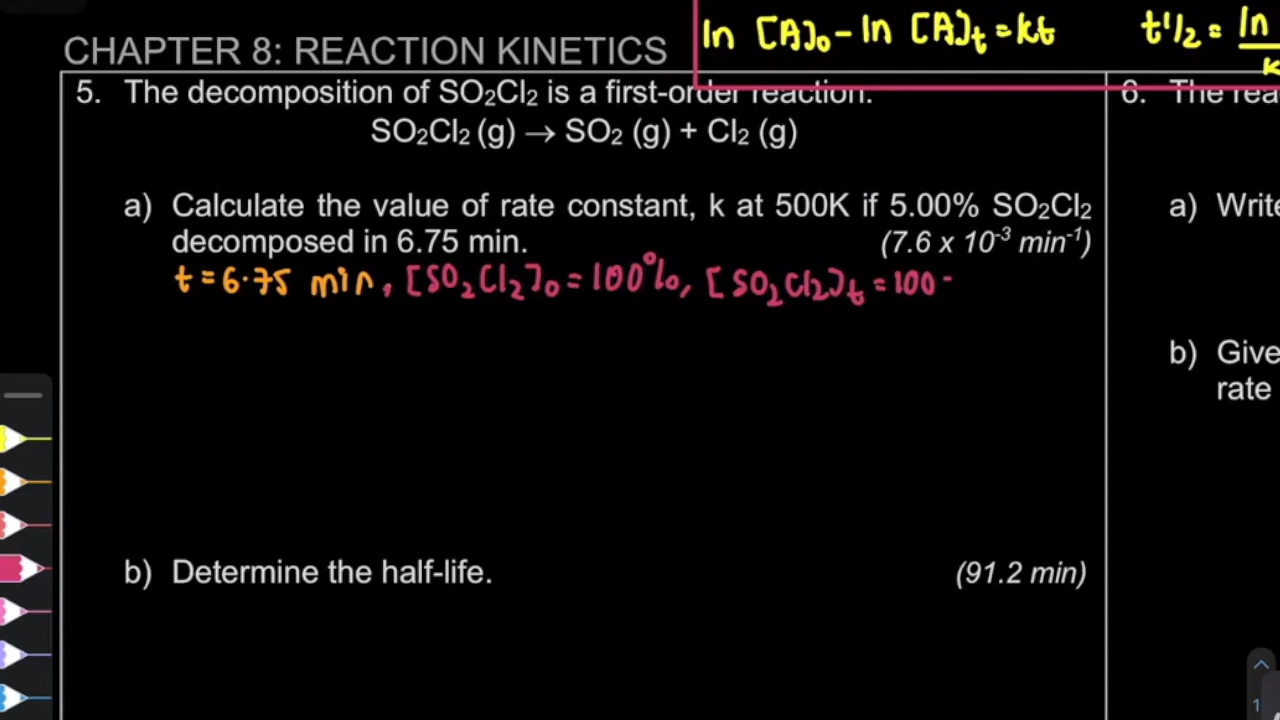 ln [A]₀ - ln [A]t = kt t1/2 = ln
k
CHAPTER 8: REACTION KINETICS
5. The decomposition of SO₂Cl₂ is a first-order reaction.
SO₂Cl₂ (g) → SO₂ (g) + Cl₂ (g)
a) Calculate the value of rate constant, k at 500K if 5.00% SO₂Cl₂
decomposed in 6.75 min. (7.6 x 10⁻³ min⁻¹)
t = 6.75 min, [SO₂Cl₂]₀ = 100%, [SO₂Cl₂]t = 100 -
b) Determine the half-life. (91.2 min)
6. The rea
a) Write
b) Give
rate
1